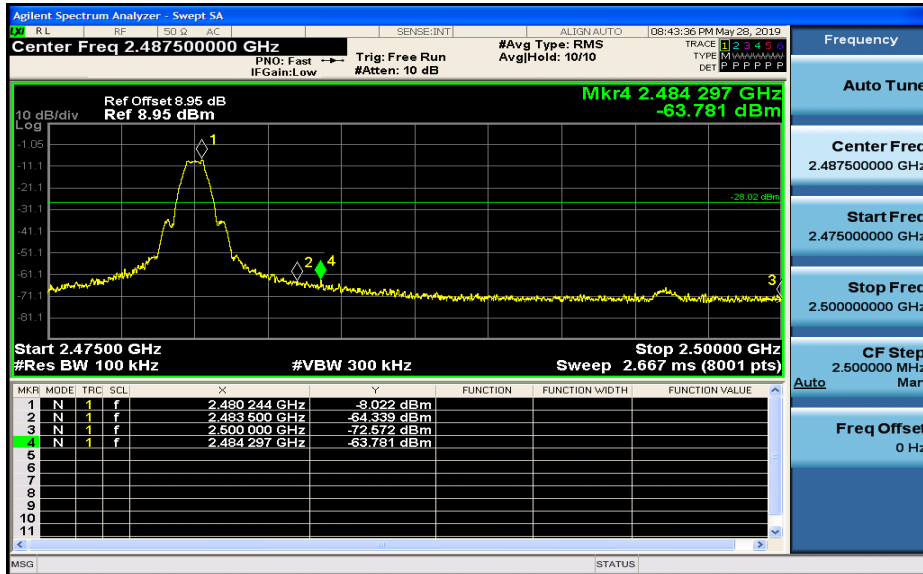 Agilent Spectrum Analyzer - Swept SA
LXI RL RF 50 Ω AC SENSE:INT ALIGN AUTO 08:43:36 PM May 28, 2019
Center Freq 2.487500000 GHz
PNO: Fast
IFGain:Low
Trig: Free Run
#Atten: 10 dB
#Avg Type: RMS
Avg|Hold: 10/10
TRACE 1 2 3 4 5 6
TYPE M WWWWW
DET P P P P P P
Mkr4 2.484 297 GHz
-63.781 dBm
Ref Offset 8.95 dB
10 dB/div Ref 8.95 dBm
Log
-1.05
-11.1
-21.1
-31.1
-41.1
-51.1
-61.1
-71.1
-81.1
1
2
4
3
-28.02 dBm
Start 2.47500 GHz Stop 2.50000 GHz
#Res BW 100 kHz #VBW 300 kHz Sweep 2.667 ms (8001 pts)
MKR MODE TRC SCL X Y FUNCTION FUNCTION WIDTH FUNCTION VALUE
1 N 1 f 2.480 244 GHz -8.022 dBm
2 N 1 f 2.483 500 GHz -64.339 dBm
3 N 1 f 2.500 000 GHz -72.572 dBm
4 N 1 f 2.484 297 GHz -63.781 dBm
5
6
7
8
9
10
11
MSG STATUS
Frequency
Auto Tune
Center Freq
2.487500000 GHz
Start Freq
2.475000000 GHz
Stop Freq
2.500000000 GHz
CF Step
2.500000 MHz
Auto Man
Freq Offset
0 Hz